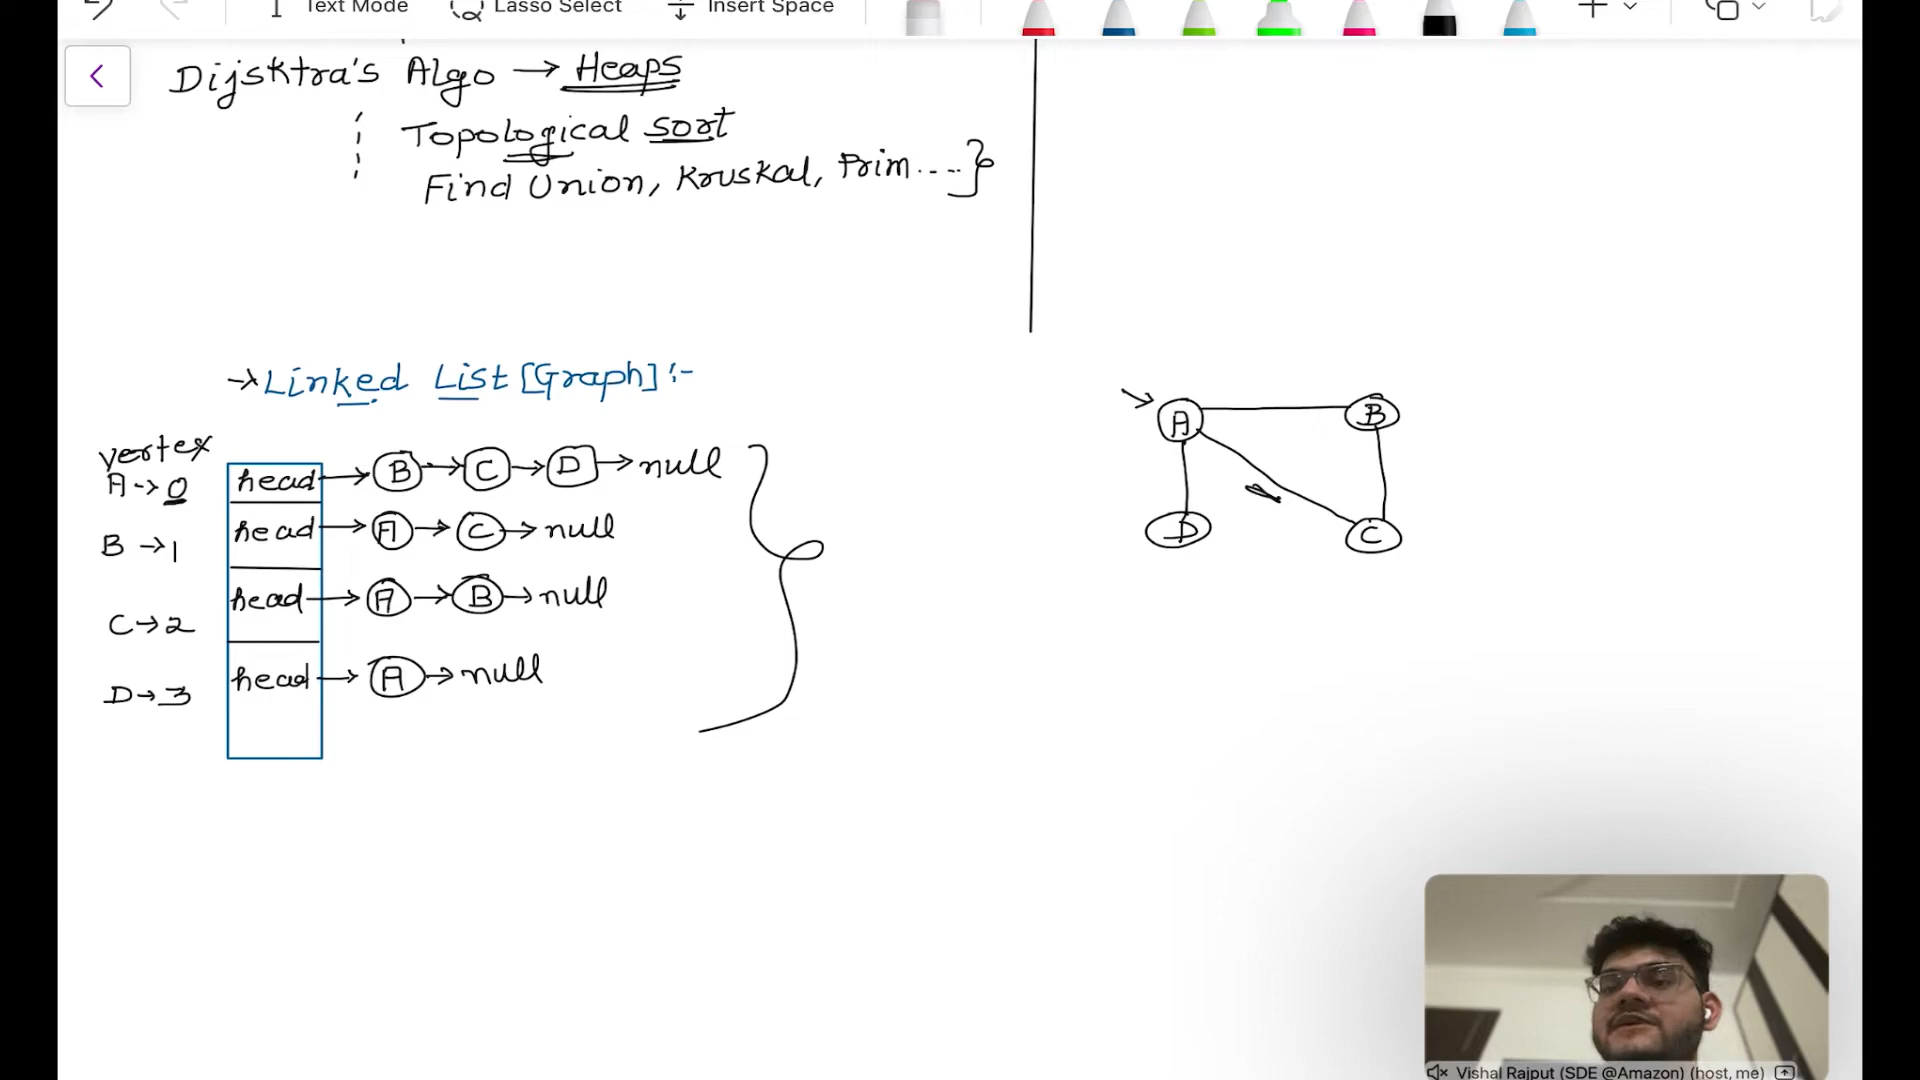 Text Mode
Lasso Select
Insert Space
Dijsktra's Algo → Heaps
Topological sort
Find Union, Kruskal, Prim....}
→ Linked List [Graph] :-
vertex
A → 0 head → B → C → D → null
B → 1 head → A → C → null
C → 2 head → A → B → null
D → 3 head → A → null
A B
D C
Vishal Rajput (SDE @Amazon) (host, me)